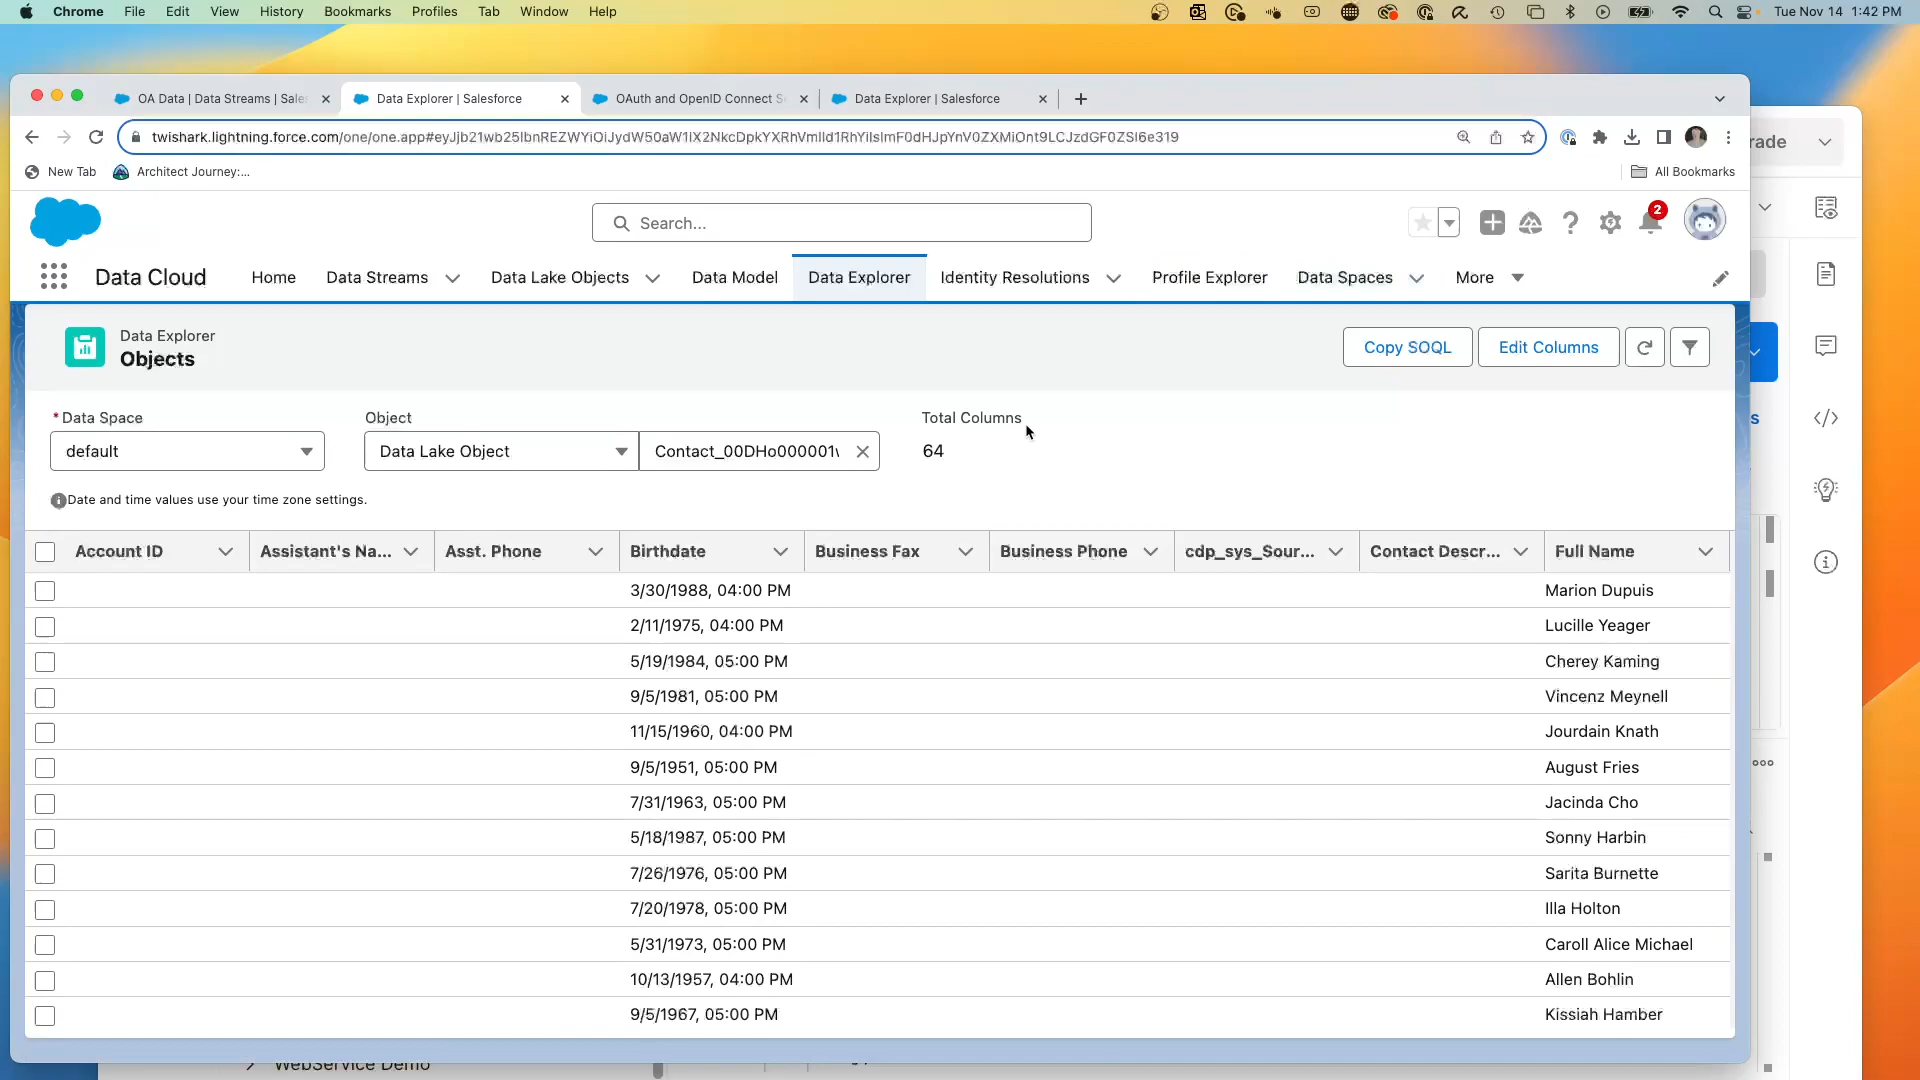 Chrome File Edit View History Bookmarks Profiles Tab Window Help Tue Nov 14 1:42 PM
OA Data | Data Streams | Sale Data Explorer | Salesforce OAuth and OpenID Connect S Data Explorer | Salesforce
twishark.lightning.force.com/one/one.app#eyJjb21wb25lbnREZWYiOiJydW50aW1lX2NkcDpkYXRhVmlld1RhYiIsImF0dHJpYnV0ZXMiOnt9LCJzdGF0ZSI6e319
rade
New Tab Architect Journey:... All Bookmarks
Search... 2
Data Cloud Home Data Streams Data Lake Objects Data Model Data Explorer Identity Resolutions Profile Explorer Data Spaces More
Data Explorer
Objects
Copy SOQL Edit Columns
* Data Space Object Total Columns
default Data Lake Object Contact_00DHo000001 64
s
Date and time values use your time zone settings.
Account ID Assistant's Na... Asst. Phone Birthdate Business Fax Business Phone cdp_sys_Sour... Contact Descr... Full Name
3/30/1988, 04:00 PM Marion Dupuis
2/11/1975, 04:00 PM Lucille Yeager
5/19/1984, 05:00 PM Cherey Kaming
9/5/1981, 05:00 PM Vincenz Meynell
11/15/1960, 04:00 PM Jourdain Knath
9/5/1951, 05:00 PM August Fries
7/31/1963, 05:00 PM Jacinda Cho
5/18/1987, 05:00 PM Sonny Harbin
7/26/1976, 05:00 PM Sarita Burnette
7/20/1978, 05:00 PM Illa Holton
5/31/1973, 05:00 PM Caroll Alice Michael
10/13/1957, 04:00 PM Allen Bohlin
9/5/1967, 05:00 PM Kissiah Hamber
WebService Demo